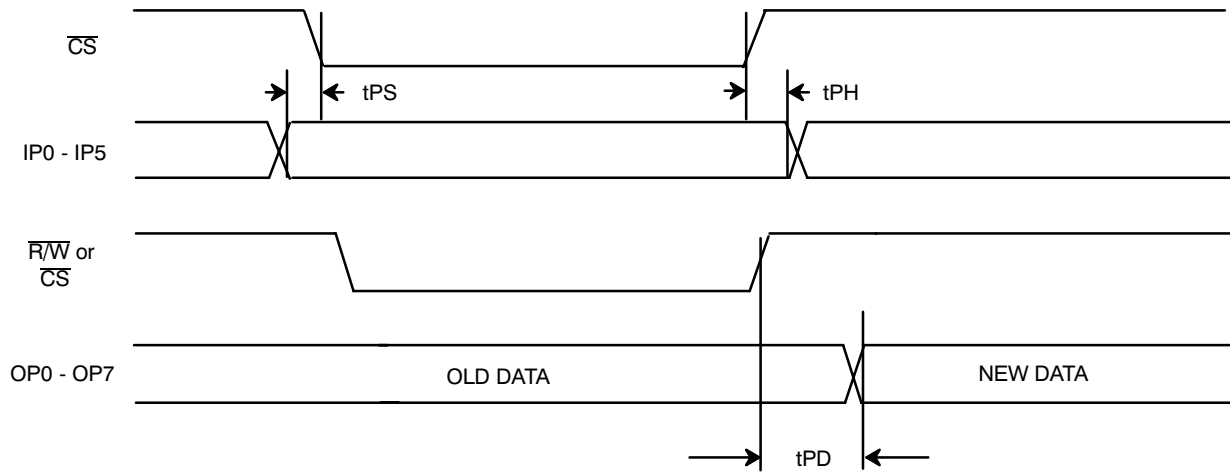 CS
tPS
tPH
IP0 - IP5
R/W or
CS
OP0 - OP7
OLD DATA
NEW DATA
tPD